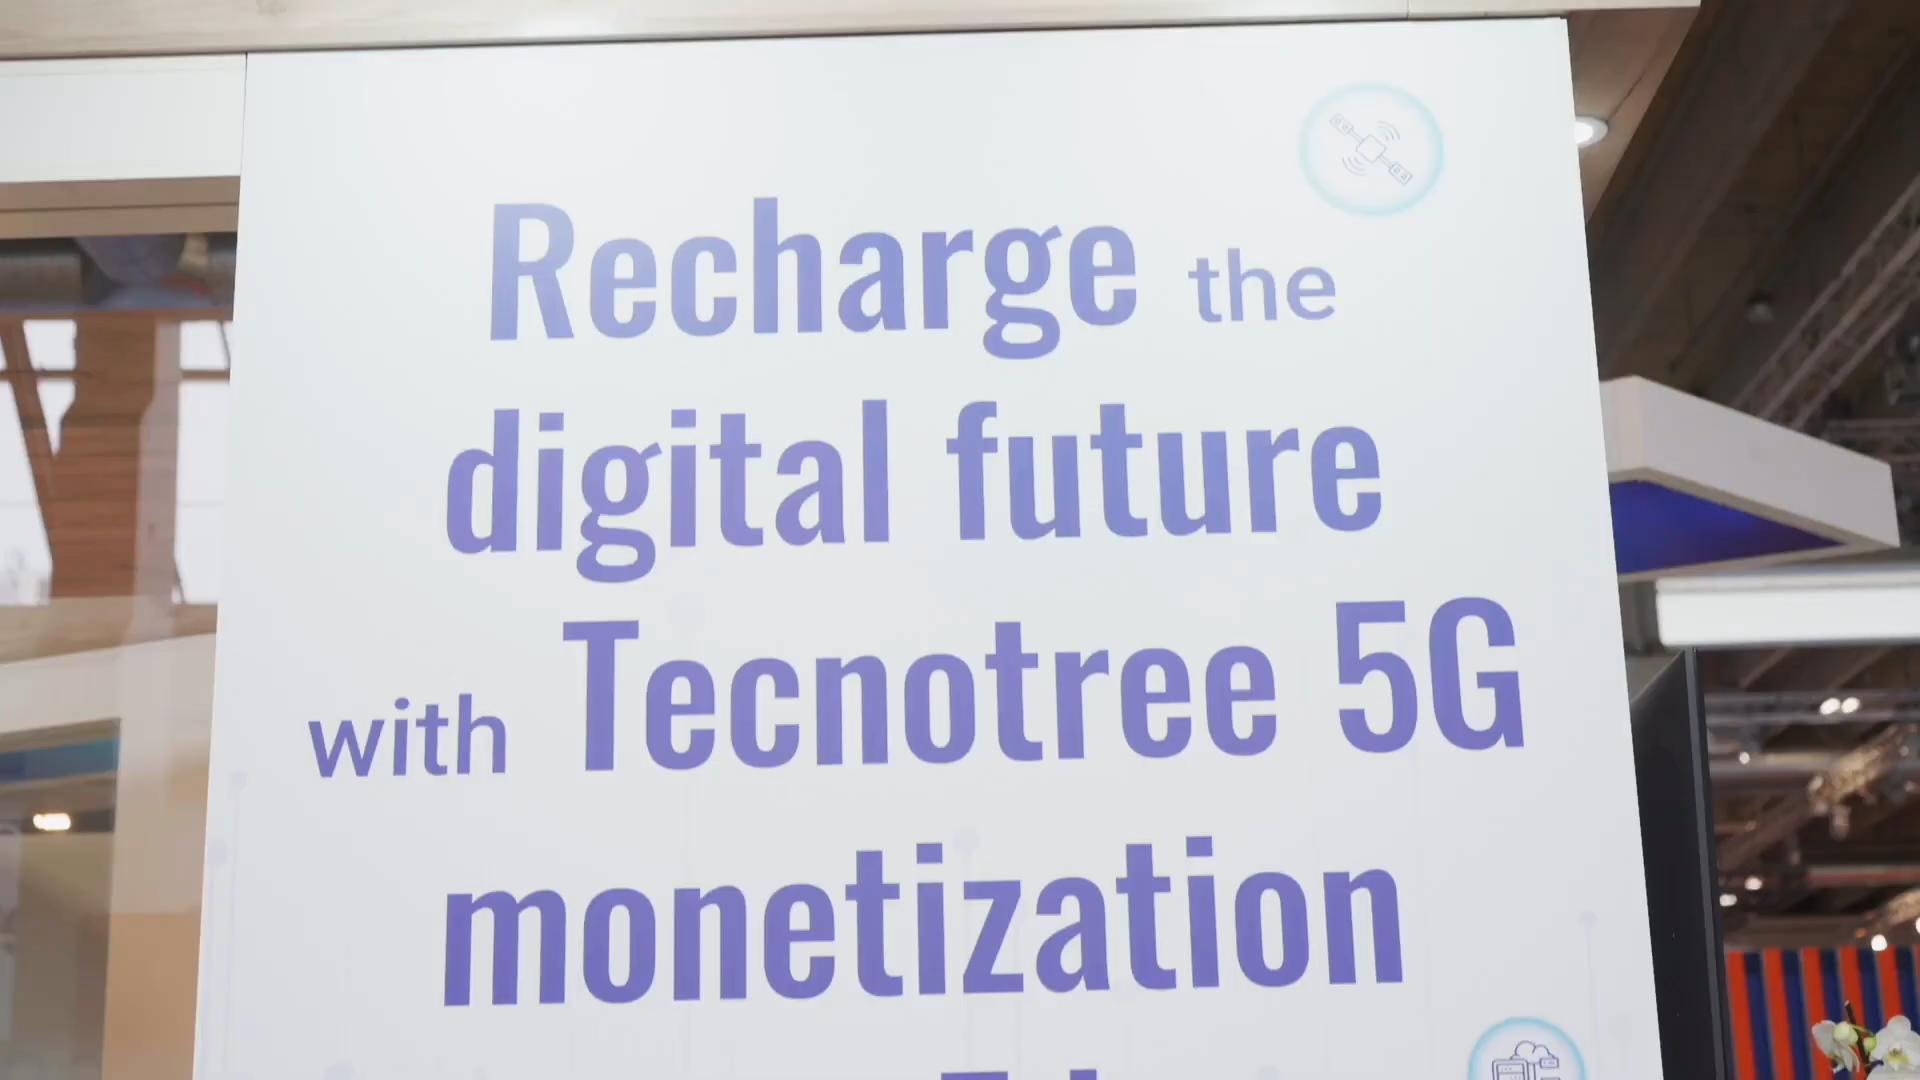 Recharge the
digital future
with Tecnotree 5G
monetization